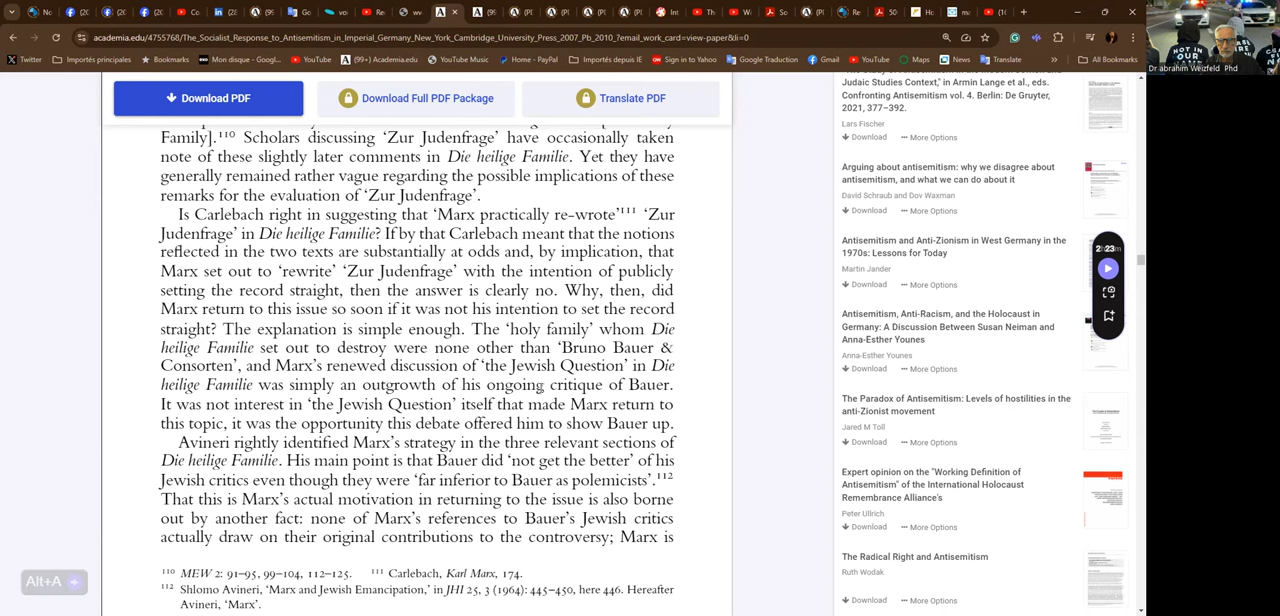 academia.edu/4755768/The_Socialist_Response_to_Antisemitism_in_Imperial_Germany_New_York_Cambridge_University_Press_2007_Pb_2010_?email_work_card=view-paper&li=0
Twitter
Importés principales
Bookmarks
Mon disque - Googl...
YouTube
(99+) Academia.edu
YouTube Music
Home - PayPal
Importés depuis IE
Sign in to Yahoo
Google Traduction
Facebook
Gmail
YouTube
Maps
News
Translate
All Bookmarks
Dr abrahim Weizfeld Phd
NOT IN
OUR
Download PDF
Download Full PDF Package
Translate PDF
Family].110 Scholars discussing ‘Zur Judenfrage’ have occasionally taken
note of these slightly later comments in Die heilige Familie. Yet they have
generally remained rather vague regarding the possible implications of these
remarks for the evaluation of ‘Zur Judenfrage’.
Is Carlebach right in suggesting that ‘Marx practically re-wrote’111 ‘Zur
Judenfrage’ in Die heilige Familie? If by that Carlebach meant that the notions
reflected in the two texts are substantially at odds and, by implication, that
Marx set out to ‘rewrite’ ‘Zur Judenfrage’ with the intention of publicly
setting the record straight, then the answer is clearly no. Why, then, did
Marx return to this issue so soon if it was not his intention to set the record
straight? The explanation is simple enough. The ‘holy family’ whom Die
heilige Familie set out to destroy were none other than ‘Bruno Bauer &
Consorten’, and Marx’s renewed discussion of ‘the Jewish Question’ in Die
heilige Familie was simply an outgrowth of his ongoing critique of Bauer.
It was not interest in ‘the Jewish Question’ itself that made Marx return to
this topic, it was the opportunity the debate offered him to show Bauer up.
Avineri rightly identified Marx’s strategy in the three relevant sections of
Die heilige Familie. His main point is that Bauer did ‘not get the better’ of his
Jewish critics even though they were ‘far inferior to Bauer as polemicists’.112
That this is Marx’s actual motivation in returning to the issue is also borne
out by another fact: none of Marx’s references to Bauer’s Jewish critics
actually draw on their original contributions to the controversy; Marx is
110 MEW 2: 91–95, 99–104, 112–125. 111 Carlebach, Karl Marx, 174.
112 Shlomo Avineri, ‘Marx and Jewish Emancipation’, in JHI 25 (1974): 445–450, here 446. Hereafter
Avineri, ‘Marx’.
Alt+A
Judaic Studies Context," in Armin Lange et al., eds.
Confronting Antisemitism vol. 4. Berlin: De Gruyter,
2021, 377–392.
Lars Fischer
Download
More Options
Arguing about antisemitism: why we disagree about
antisemitism, and what we can do about it
David Schraub and Dov Waxman
Download
More Options
Antisemitism and Anti-Zionism in West Germany in the
1970s: Lessons for Today
Martin Jander
Download
More Options
Antisemitism, Anti-Racism, and the Holocaust in
Germany: A Discussion Between Susan Neiman and
Anna-Esther Younes
Anna-Esther Younes
Download
More Options
The Paradox of Antisemitism: Levels of hostilities in the
anti-Zionist movement
Jared M Toll
Download
More Options
Expert opinion on the "Working Definition of
Antisemitism" of the International Holocaust
Remembrance Alliance's
Peter Ullrich
Download
More Options
The Radical Right and Antisemitism
Ruth Wodak
Download
More Options